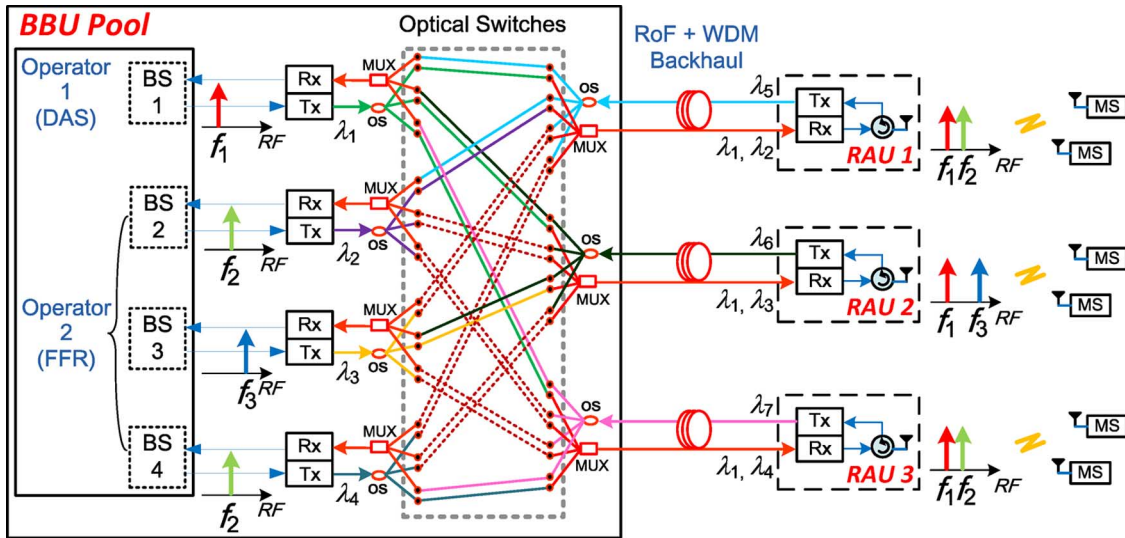 BBU Pool
Optical Switches
RoF + WDM
Backhaul
Operator
1
(DAS)
BS
1
f1
RF
Rx
Tx
MUX
OS
λ1
BS
2
f2
RF
Rx
Tx
MUX
OS
λ2
Operator
2
(FFR)
BS
3
f3
RF
Rx
Tx
MUX
OS
λ3
BS
4
f2
RF
Rx
Tx
MUX
OS
λ4
OS
MUX
λ5
λ1, λ2
Tx
Rx
RAU 1
f1
f2
RF
MS
MS
OS
MUX
λ6
λ1, λ3
Tx
Rx
RAU 2
f1
f3
RF
MS
MS
OS
MUX
λ7
λ1, λ4
Tx
Rx
RAU 3
f1
f2
RF
MS
MS